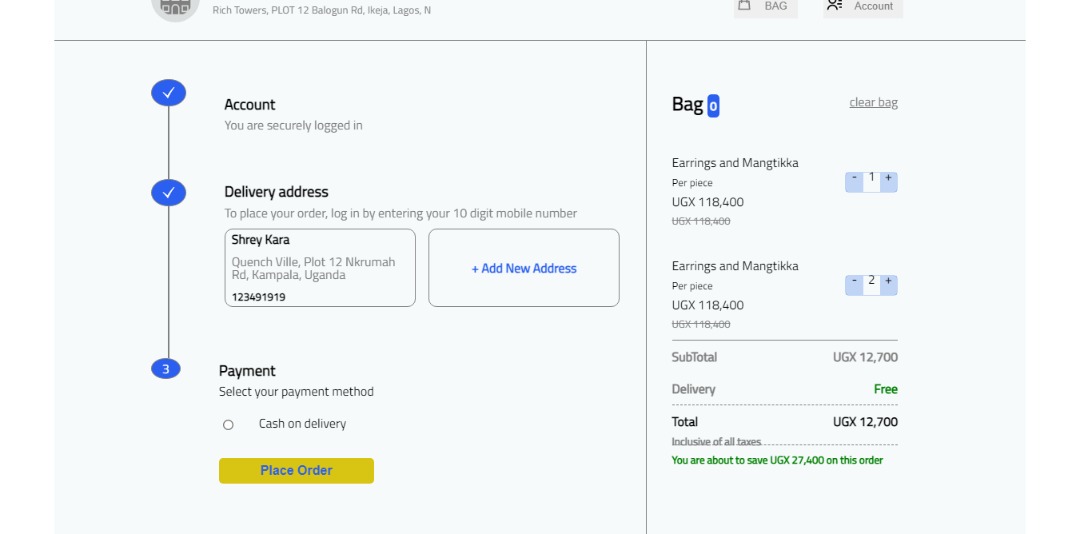 Rich Towers, PLOT 12 Balogun Rd, Ikeja, Lagos, N
BAG
Account
Account
You are securely logged in
Delivery address
To place your order, log in by entering your 10 digit mobile number
Shrey Kara
Quench Ville, Plot 12 Nkrumah
Rd, Kampala, Uganda
123491919
+ Add New Address
3
Payment
Select your payment method
Cash on delivery
Place Order
Bag 0
clear bag
Earrings and Mangtikka
Per piece
UGX 118,400
UGX 118,400
- 1 +
Earrings and Mangtikka
Per piece
UGX 118,400
UGX 118,400
- 2 +
SubTotal UGX 12,700
Delivery Free
Total UGX 12,700
Inclusive of all taxes
You are about to save UGX 27,400 on this order